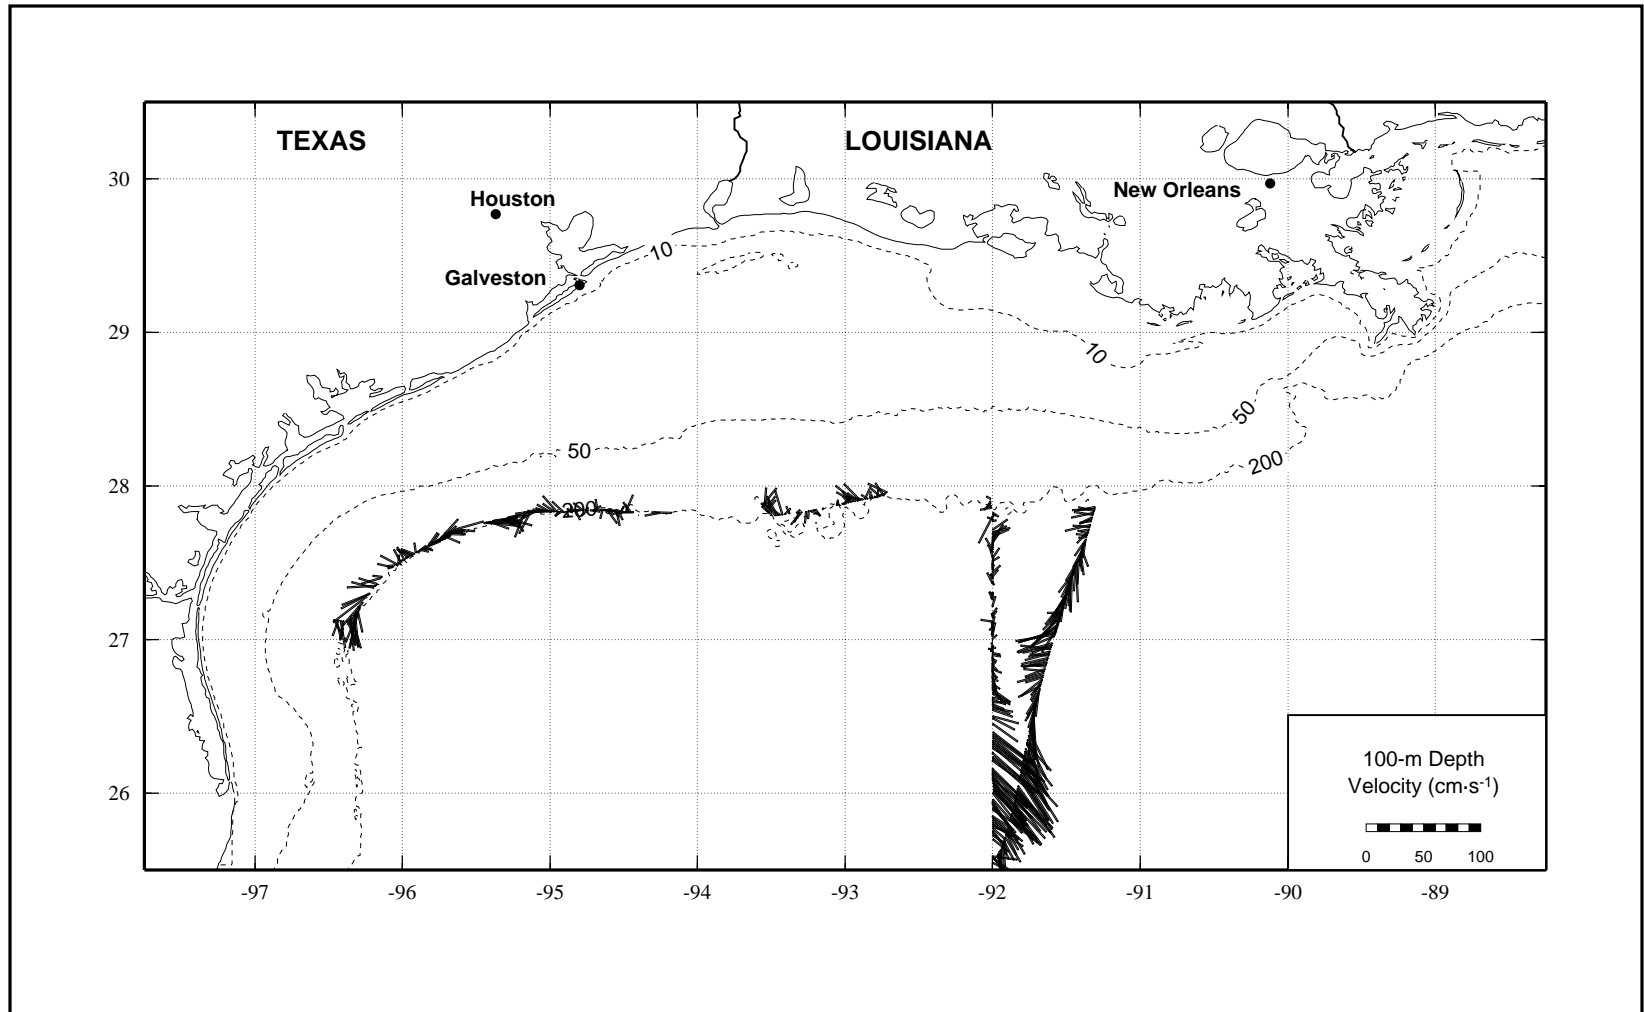 TEXAS
LOUISIANA
30
New Orleans
Houston
10
Galveston
29
10
50
50
200
28
200
27
100-m Depth
Velocity (cm·s-1)
26
0 50 100
-97 -96 -95 -94 -93 -92 -91 -90 -89